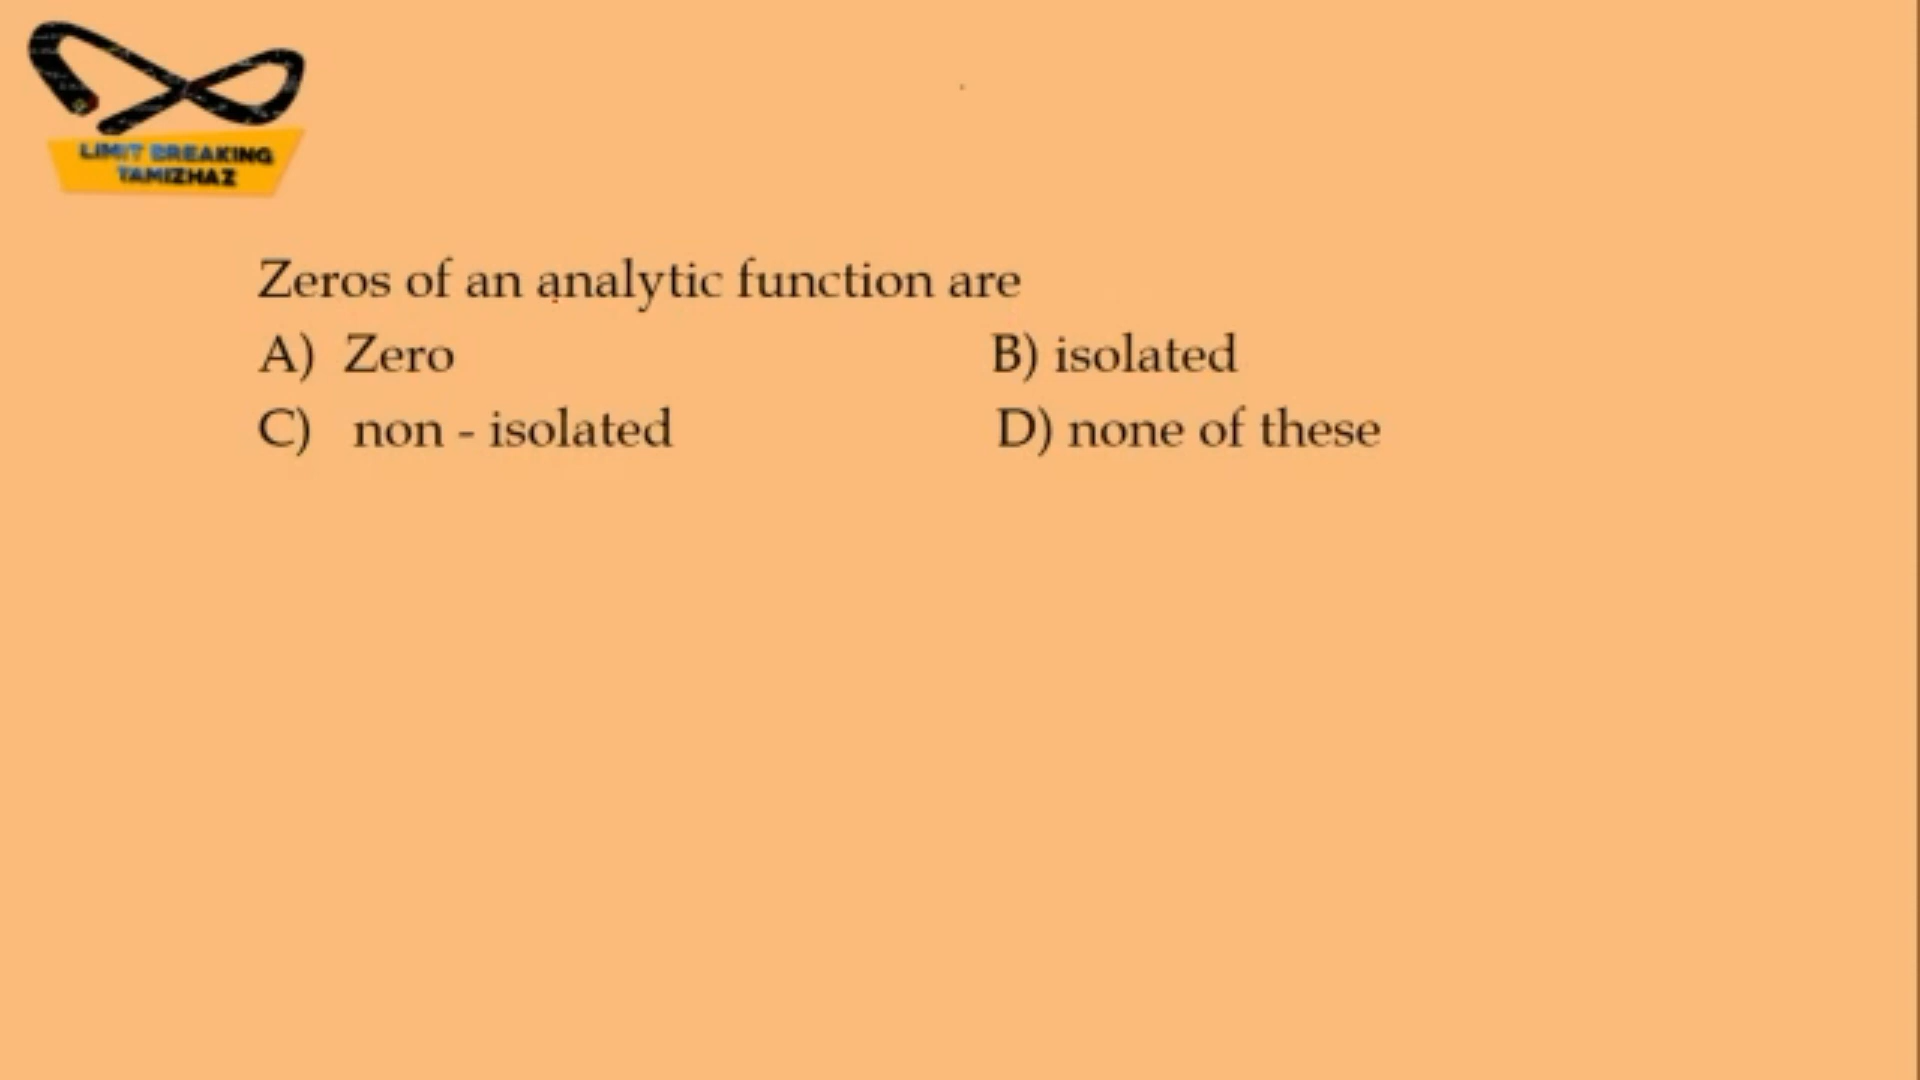 LIMIT BREAKING
TAMIZHAZ
Zeros of an analytic function are
A) Zero B) isolated
C) non - isolated D) none of these